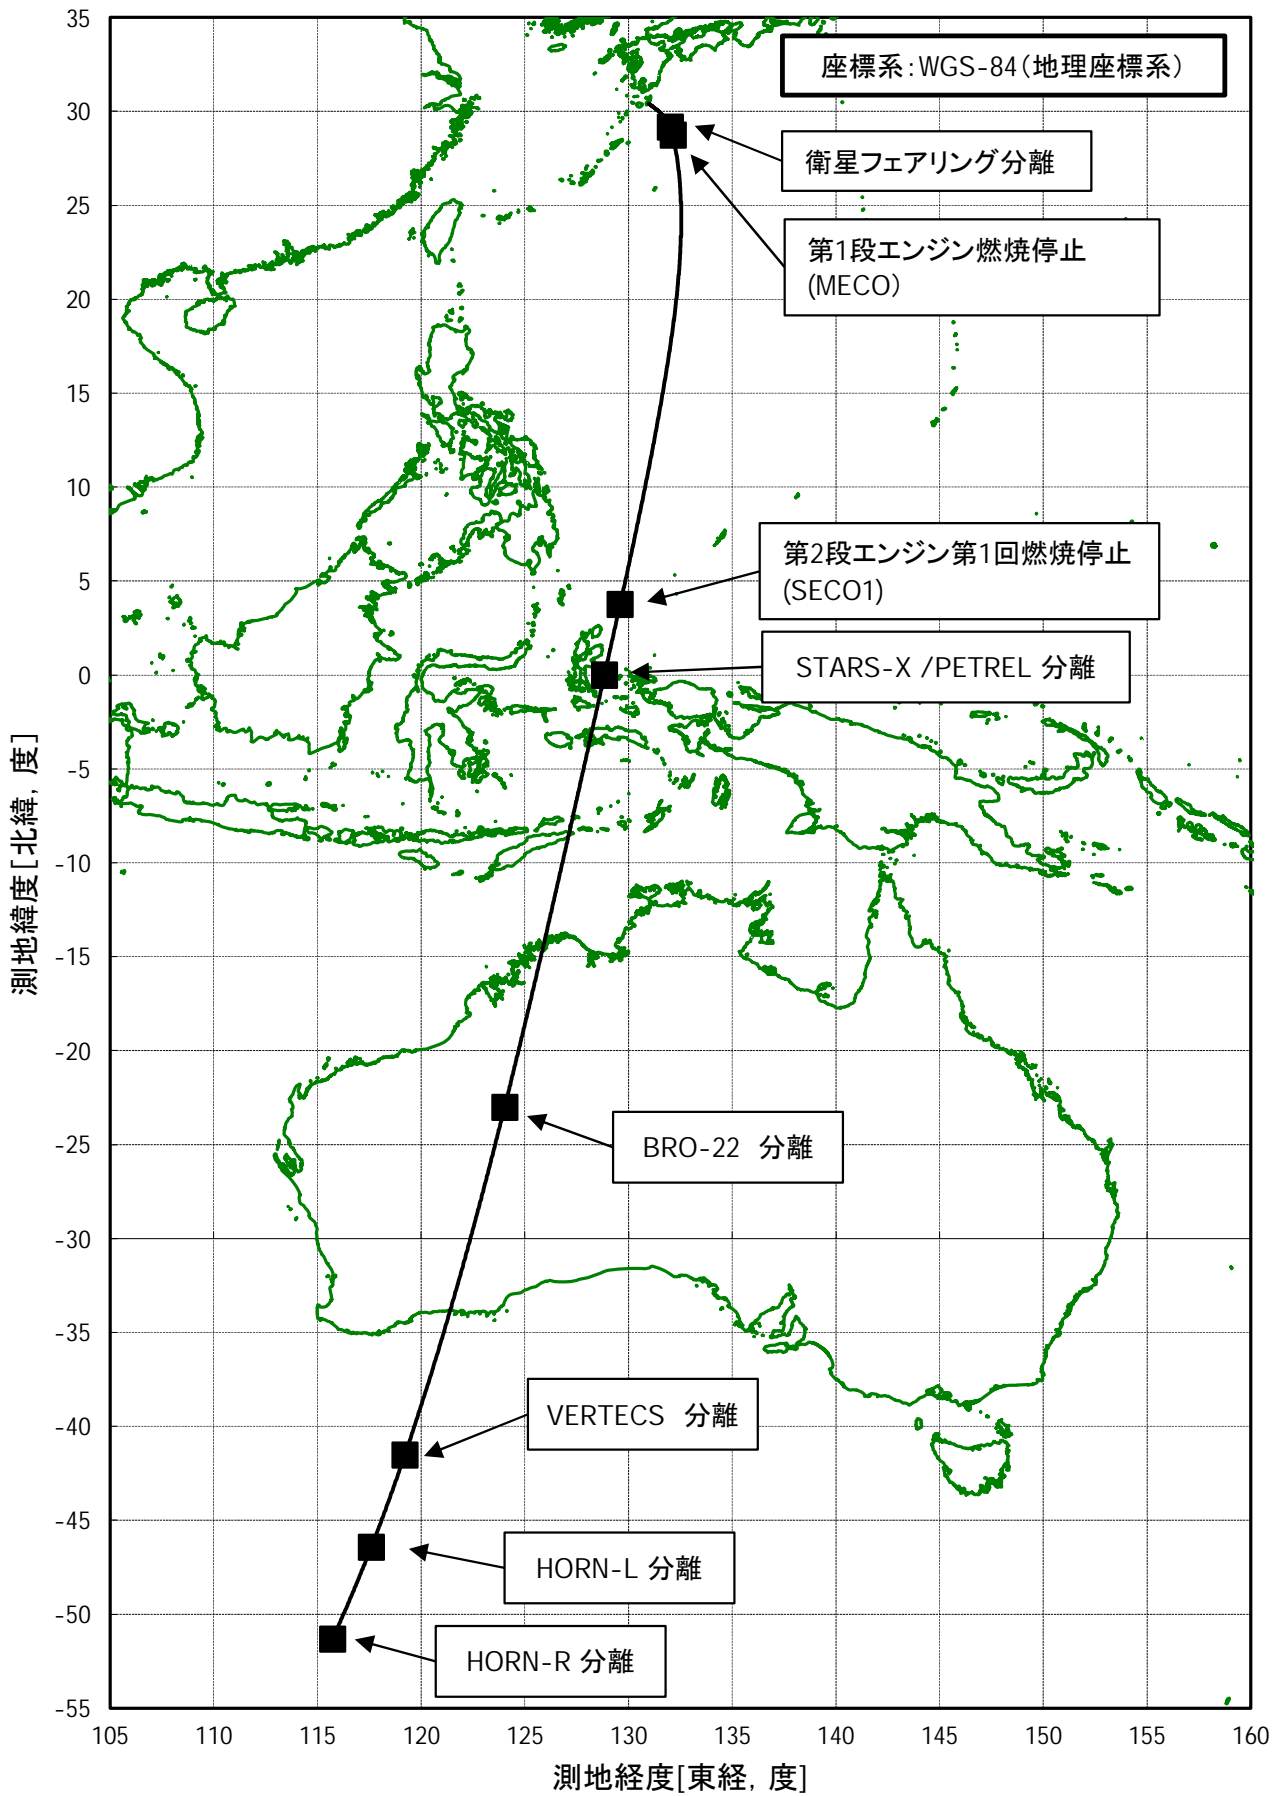 座標系：WGS-84（地理座標系）
衛星フェアリング分離
第1段エンジン燃焼停止
(MECO)
第2段エンジン第1回燃焼停止
(SECO1)
STARS-X /PETREL 分離
BRO-22 分離
VERTECS 分離
HORN-L 分離
HORN-R 分離
測地緯度[北緯, 度]
35
30
25
20
15
10
5
0
-5
-10
-15
-20
-25
-30
-35
-40
-45
-50
-55
105 110 115 120 125 130 135 140 145 150 155 160
測地経度[東経, 度]